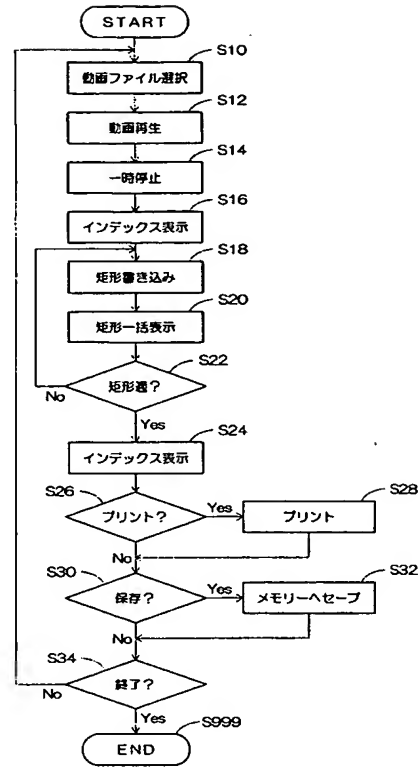 START
S10
動画ファイル選択
S12
動画再生
S14
一時停止
S16
インデックス表示
S18
矩形書き込み
S20
矩形一括表示
S22
矩形適?
No
Yes
S24
インデックス表示
S26
プリント?
Yes
S28
プリント
No
S30
保存?
Yes
S32
メモリーへセーブ
No
S34
終了?
No
Yes
S999
END